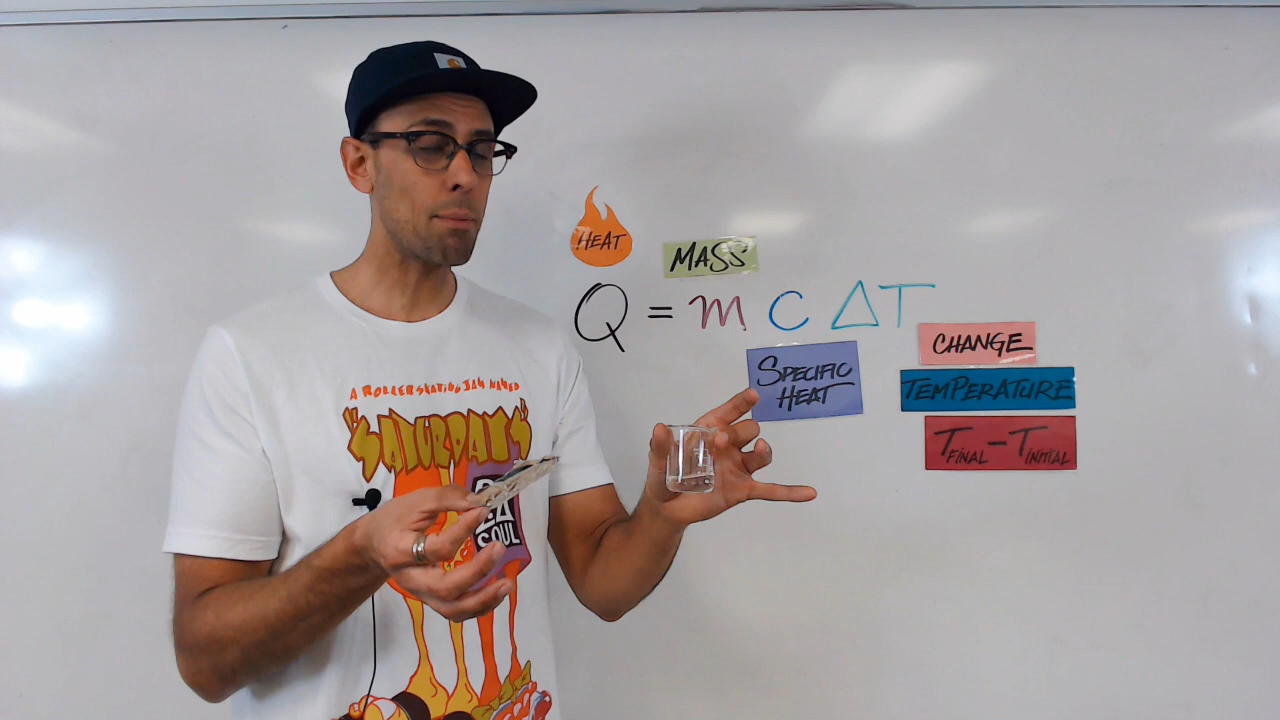 HEAT
MASS
Q = m C ΔT
CHANGE
SPECIFIC
HEAT
TEMPERATURE
TFINAL - TINITIAL
A ROLLERSKATING JAM NAMED
"SATURDAYS"
SOUL